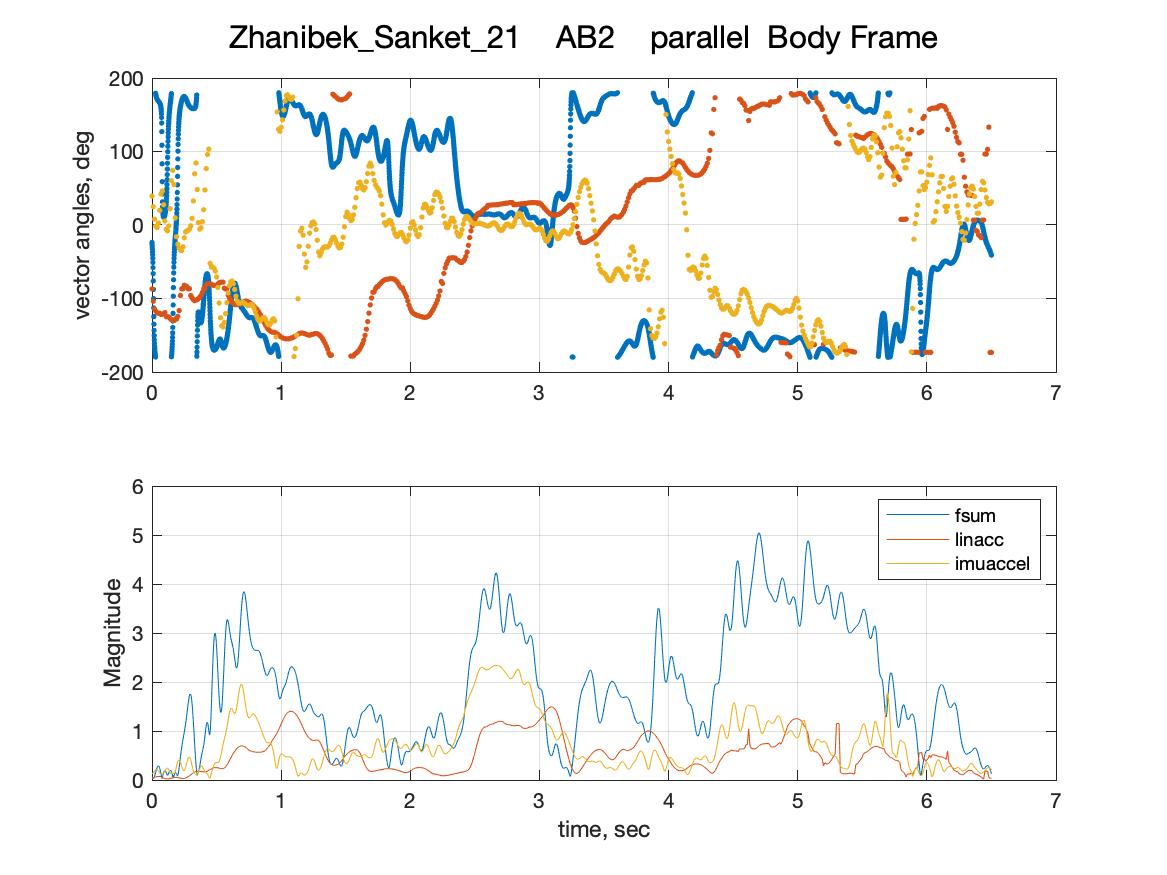 Zhanibek_Sanket_21 AB2 parallel Body Frame
200
100
0
-100
-200
vector angles, deg
0 1 2 3 4 5 6 7
6
5
4
3
2
1
0
Magnitude
fsum
linacc
imuaccel
0 1 2 3 4 5 6 7
time, sec